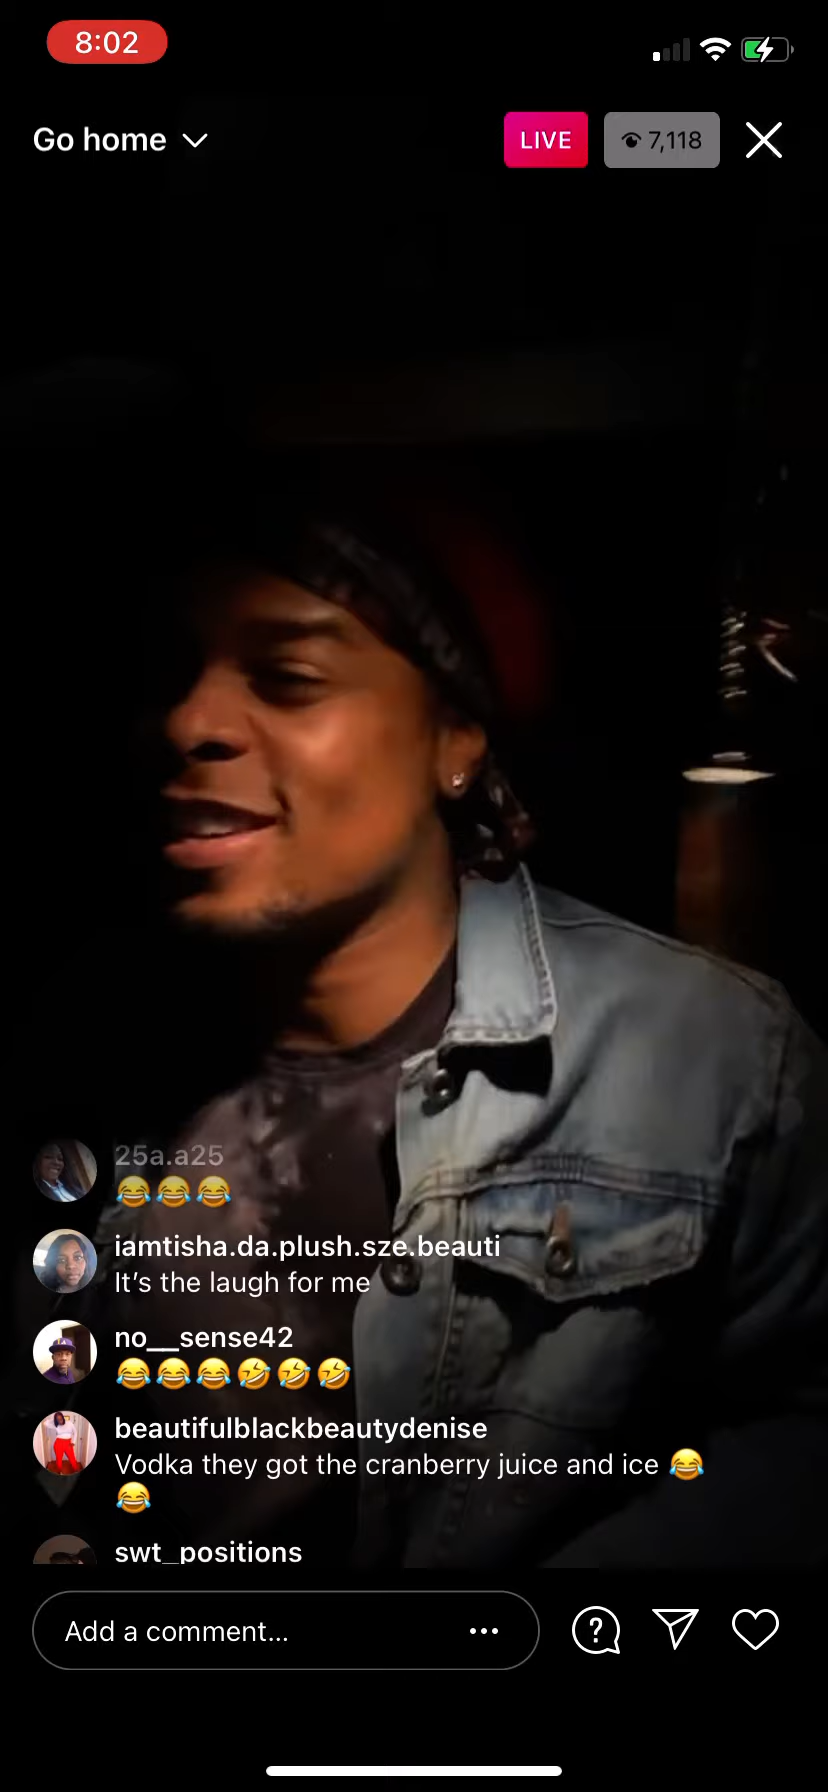 8:02
Go home
LIVE
7,118
25a.a25
😂😂😂
iamtisha.da.plush.sze.beauti
It's the laugh for me
no__sense42
😂😂😂🤣🤣🤣
beautifulblackbeautydenise
Vodka they got the cranberry juice and ice 😂
😂
swt_positions
Add a comment...